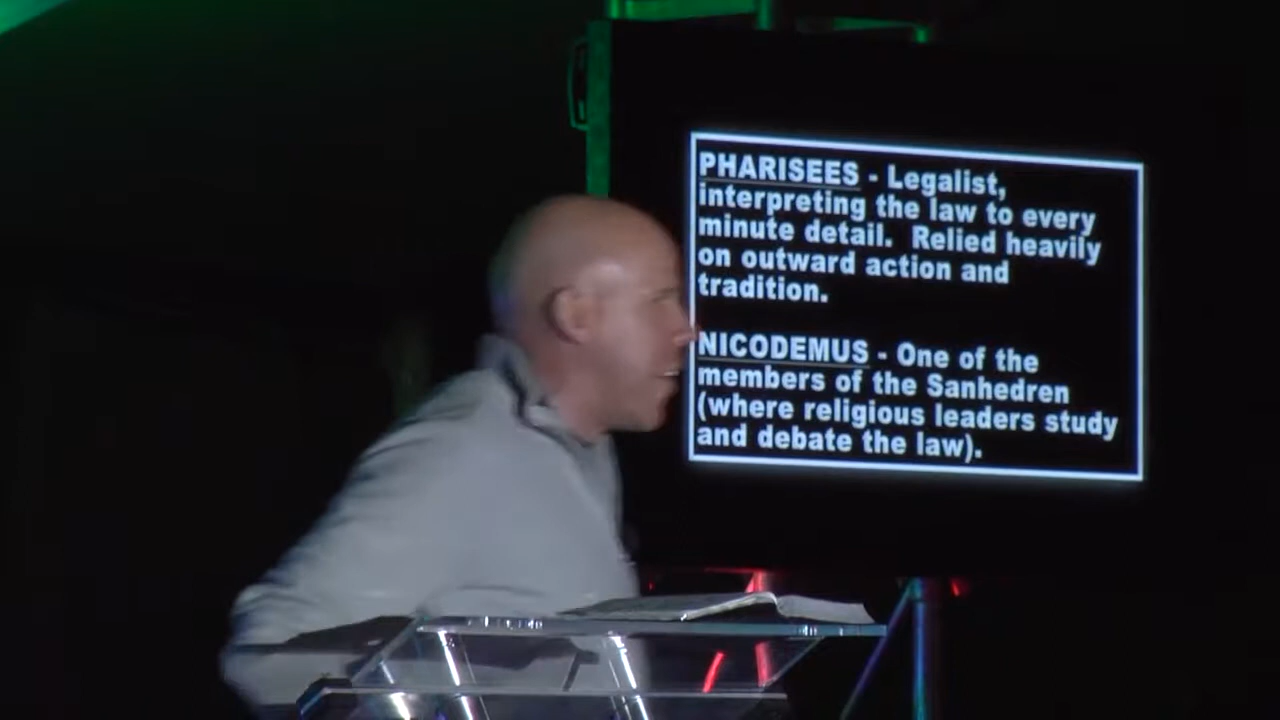 PHARISEES - Legalist,
interpreting the law to every
minute detail.  Relied heavily
on outward action and
tradition.
NICODEMUS - One of the
members of the Sanhedren
(where religious leaders study
and debate the law).